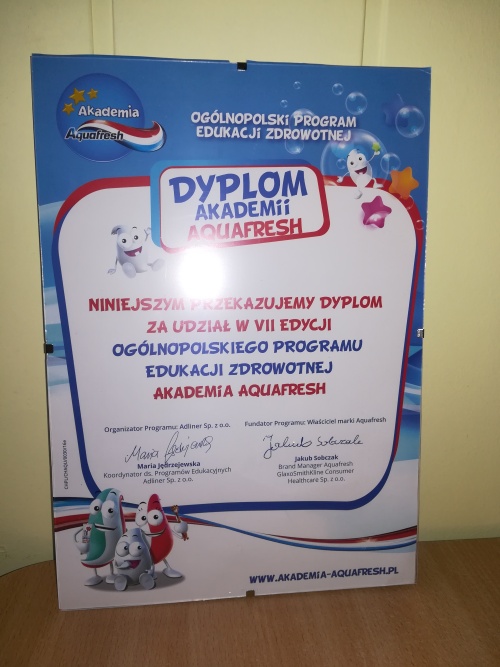 Akademia
Aquafresh
OGÓLNOPOLSKI PROGRAM
EDUKACJI ZDROWOTNEJ
DYPLOM
AKADEMII
AQUAFRESH
NINIEJSZYM PRZEKAZUJEMY DYPLOM
ZA UDZIAŁ W VII EDYCJI
OGÓLNOPOLSKIEGO PROGRAMU
EDUKACJI ZDROWOTNEJ
AKADEMIA AQUAFRESH
Organizator Programu: Adliner Sp. z o.o.
Maria Jędrzejewska
Koordynator ds. Programów Edukacyjnych
Adliner Sp. z o.o.
Fundator Programu: Właściciel marki Aquafresh
Jakub Sobczak
Jakub Sobczak
Brand Manager Aquafresh
GlaxoSmithKline Consumer
Healthcare Sp. z o.o.
WWW.AKADEMIA-AQUAFRESH.PL